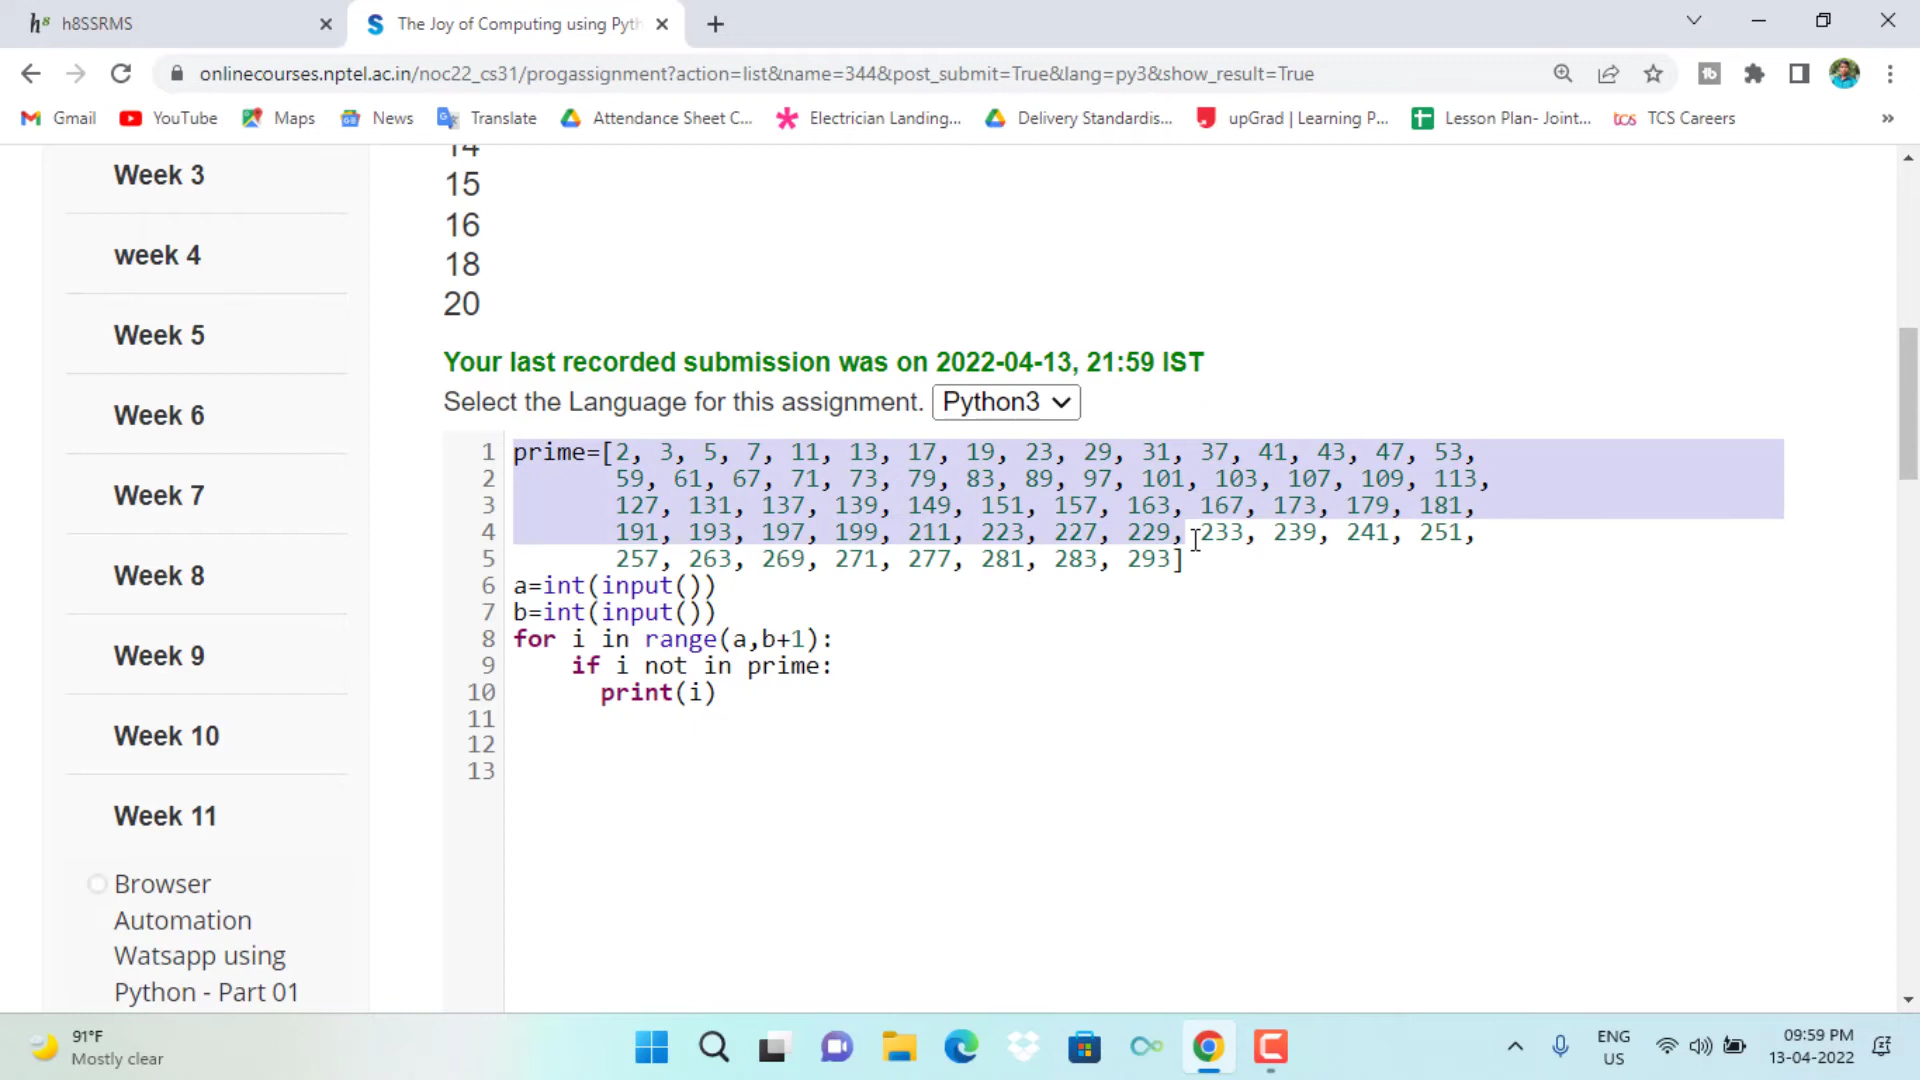 h8 h8SSRMS
S The Joy of Computing using Pyth
onlinecourses.nptel.ac.in/noc22_cs31/progassignment?action=list&name=344&post_submit=True&lang=py3&show_result=True
Gmail YouTube Maps News Translate Attendance Sheet C... Electrician Landing... Delivery Standardis... upGrad | Learning P... Lesson Plan- Joint... tcs TCS Careers »
Week 3
week 4
Week 5
Week 6
Week 7
Week 8
Week 9
Week 10
Week 11
Browser
Automation
Watsapp using
Python - Part 01
14
15
16
18
20
Your last recorded submission was on 2022-04-13, 21:59 IST
Select the Language for this assignment. Python3
1 prime=[2, 3, 5, 7, 11, 13, 17, 19, 23, 29, 31, 37, 41, 43, 47, 53,
2 59, 61, 67, 71, 73, 79, 83, 89, 97, 101, 103, 107, 109, 113,
3 127, 131, 137, 139, 149, 151, 157, 163, 167, 173, 179, 181,
4 191, 193, 197, 199, 211, 223, 227, 229, 233, 239, 241, 251,
5 257, 263, 269, 271, 277, 281, 283, 293]
6 a=int(input())
7 b=int(input())
8 for i in range(a,b+1):
9 if i not in prime:
10 print(i)
11
12
13
91°F
Mostly clear
ENG
US
09:59 PM
13-04-2022